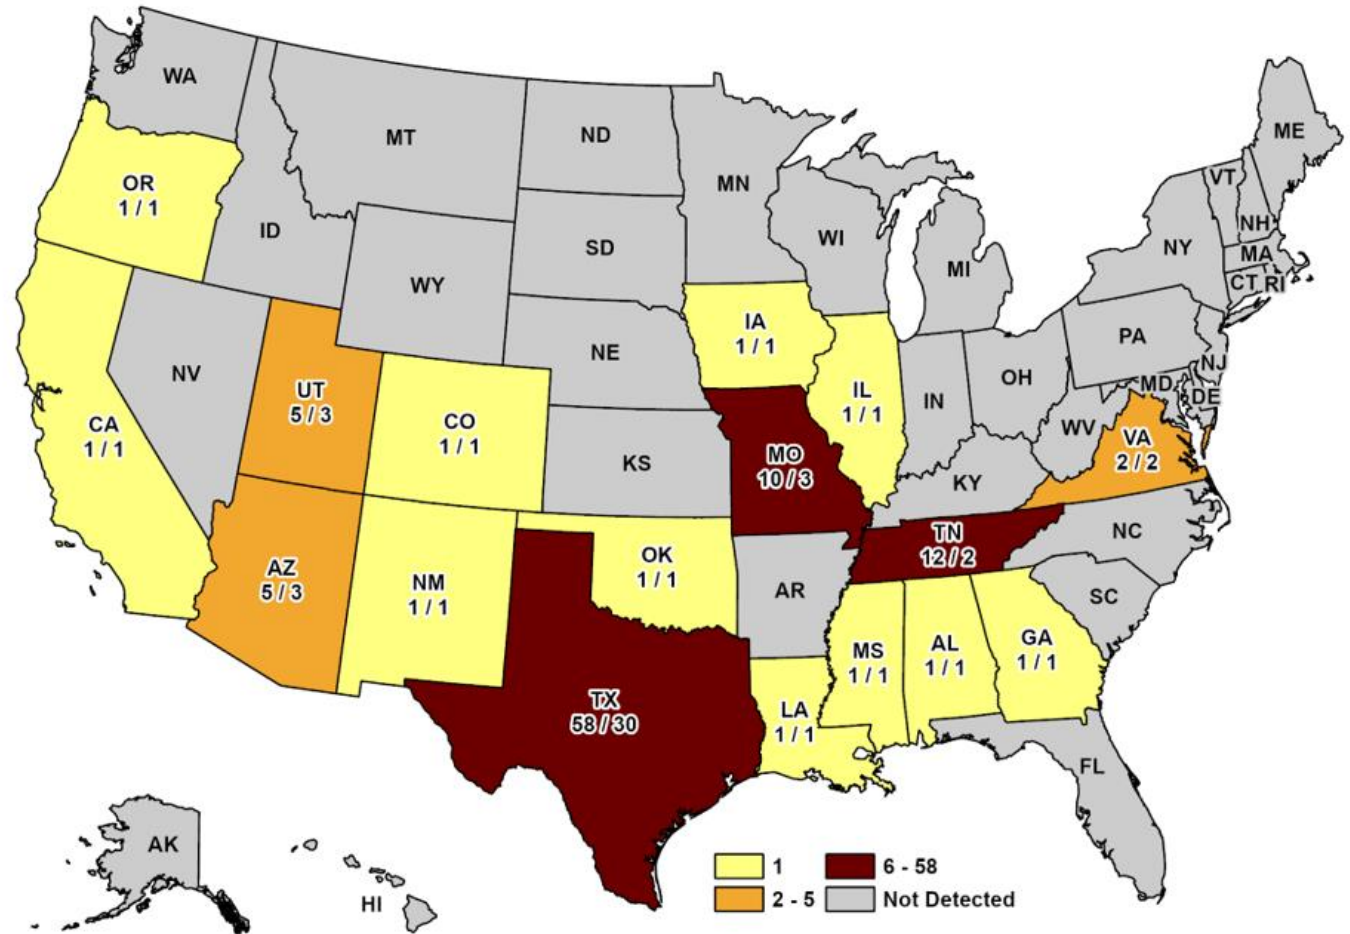 WA
MT
ND
MN
ME
OR
1 / 1
ID
SD
WI
MI
VT
NH
NY
MA
CT
RI
WY
IA
1 / 1
NE
PA
NJ
NV
UT
5 / 3
CO
1 / 1
IL
1 / 1
IN
OH
MD
DE
CA
1 / 1
KS
MO
10 / 3
KY
WV
VA
2 / 2
AZ
5 / 3
NM
1 / 1
OK
1 / 1
AR
TN
12 / 2
NC
SC
TX
58 / 30
LA
1 / 1
MS
1 / 1
AL
1 / 1
GA
1 / 1
FL
AK
HI
1
6 - 58
2 - 5
Not Detected